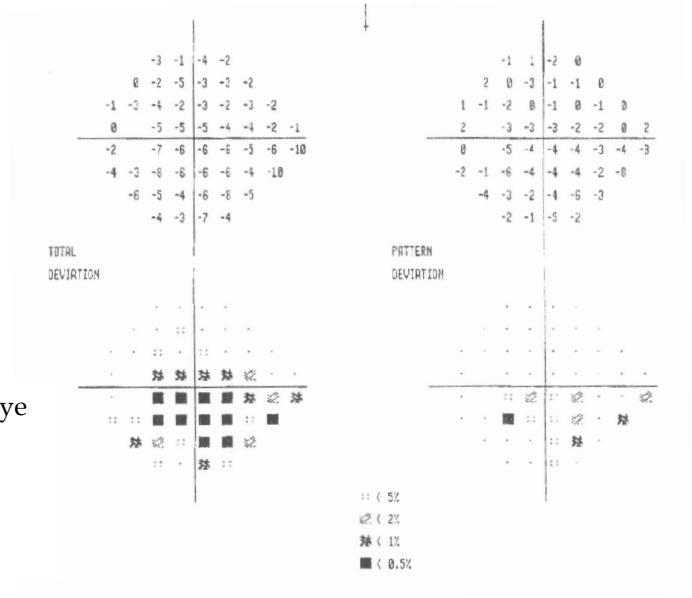 -3 -1 -4 -2
0 -2 -5 -3 -3 -2
-1 -3 -4 -2 -3 -2 -3 -2
0 -5 -5 -5 -4 -4 -2 -1
-2 -7 -6 -6 -6 -5 -6 -10
-4 -3 -8 -6 -6 -6 -4 -10
-6 -5 -4 -6 -8 -5
-4 -3 -7 -4
TOTAL
DEVIATION
-1 1 -2 0
2 0 -3 -1 -1 0
1 -1 -2 0 -1 0 -1 0
2 -3 -3 -3 -2 -2 0 2
0 -5 -4 -4 -4 -3 -4 -8
-2 -1 -6 -4 -4 -4 -2 -8
-4 -3 -2 -4 -6 -3
-2 -1 -5 -2
PATTERN
DEVIATION
ye
< 5%
< 2%
< 1%
< 0.5%